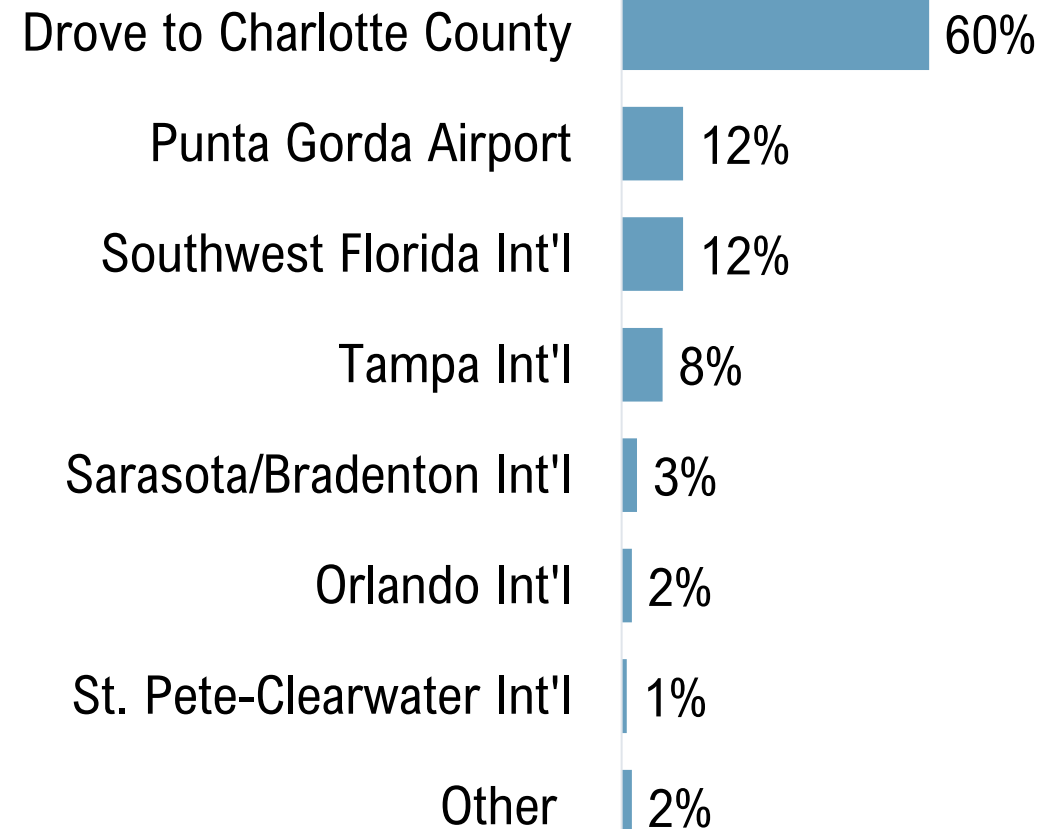 Drove to Charlotte County 60%
Punta Gorda Airport 12%
Southwest Florida Int'l 12%
Tampa Int'l 8%
Sarasota/Bradenton Int'l 3%
Orlando Int'l 2%
St. Pete-Clearwater Int'l 1%
Other 2%